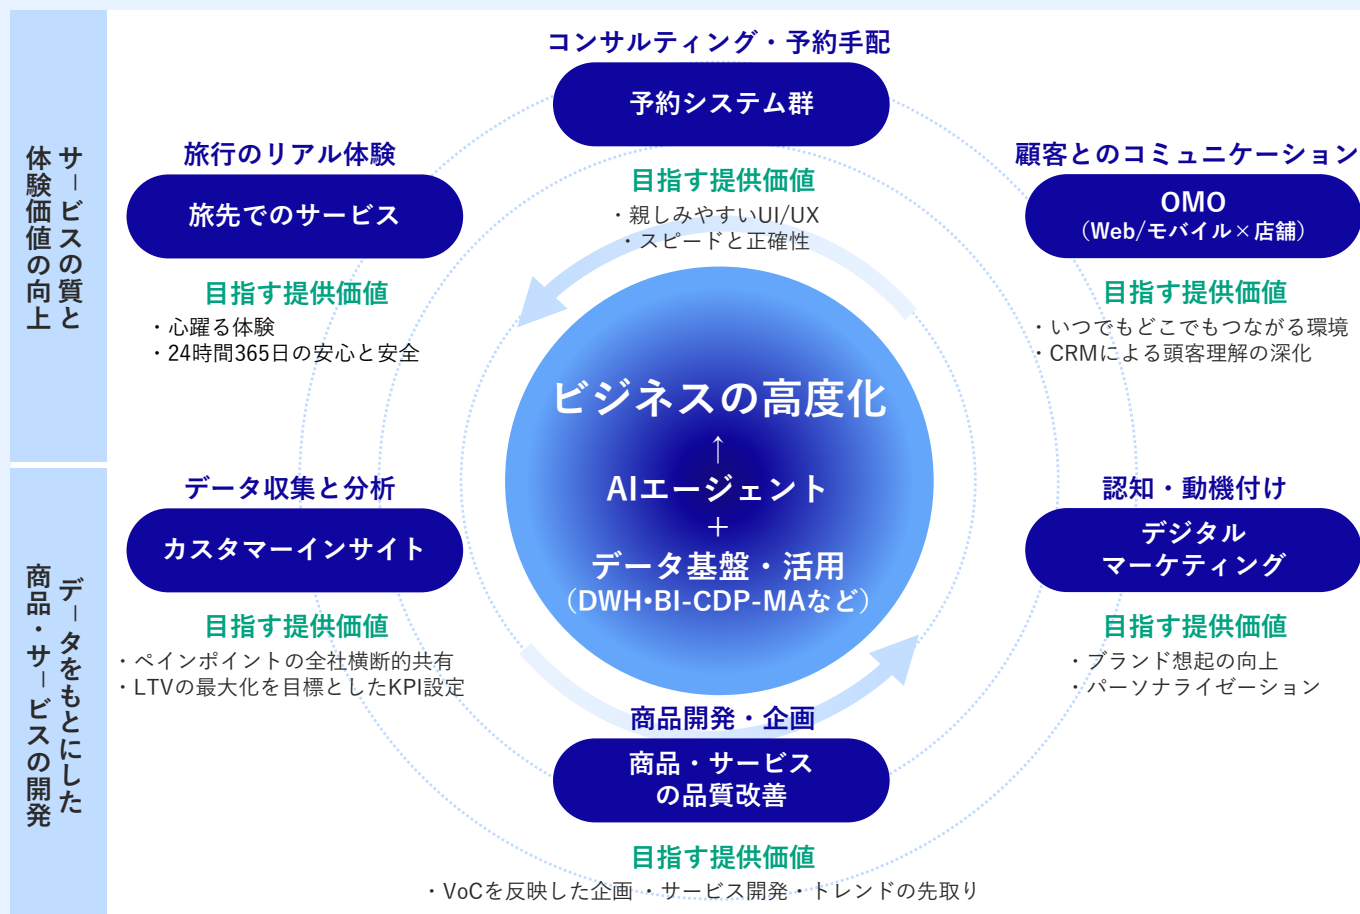 サービスの質と
体験価値の向上
コンサルティング・予約手配
予約システム群
目指す提供価値
・親しみやすいUI/UX
・スピードと正確性
旅行のリアル体験
旅先でのサービス
目指す提供価値
・心躍る体験
・24時間365日の安心と安全
顧客とのコミュニケーション
OMO
（Web/モバイル×店舗）
目指す提供価値
・いつでもどこでもつながる環境
・CRMによる頭客理解の深化
ビジネスの高度化
↑
AIエージェント
＋
データ基盤・活用
（DWH•BI-CDP-MAなど）
データをもとにした
商品・サービスの開発
データ収集と分析
カスタマーインサイト
目指す提供価値
・ペインポイントの全社横断的共有
・LTVの最大化を目標としたKPI設定
認知・動機付け
デジタル
マーケティング
目指す提供価値
・ブランド想起の向上
・パーソナライゼーション
商品開発・企画
商品・サービス
の品質改善
目指す提供価値
・VoCを反映した企画 ・サービス開発・トレンドの先取り